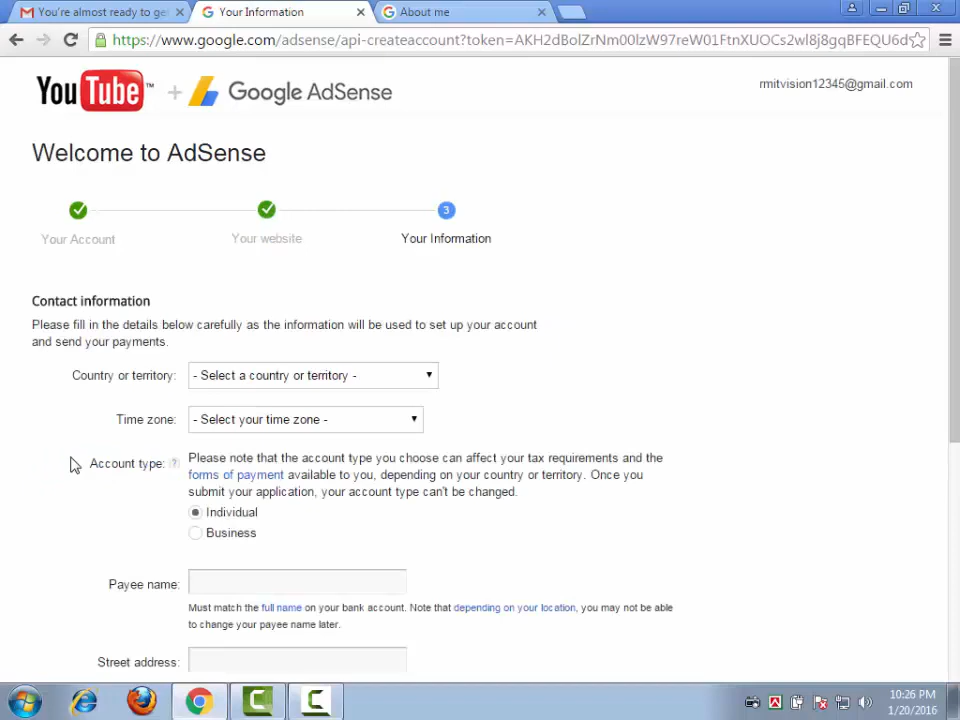 You're almost ready to ge
Your Information
About me
https://www.google.com/adsense/api-createaccount?token=AKH2dBolZrNm00lzW97reW01FtnXUOCs2wl8j8gqBFEQU6d
YouTube™ + Google AdSense
rmitvision12345@gmail.com
Welcome to AdSense
3
Your Account
Your website
Your Information
Contact information
Please fill in the details below carefully as the information will be used to set up your account
and send your payments.
Country or territory: - Select a country or territory -
Time zone: - Select your time zone -
Account type: ? Please note that the account type you choose can affect your tax requirements and the
forms of payment available to you, depending on your country or territory. Once you
submit your application, your account type can't be changed.
Individual
Business
Payee name:
Must match the full name on your bank account. Note that depending on your location, you may not be able
to change your payee name later.
Street address:
10:26 PM
1/20/2016